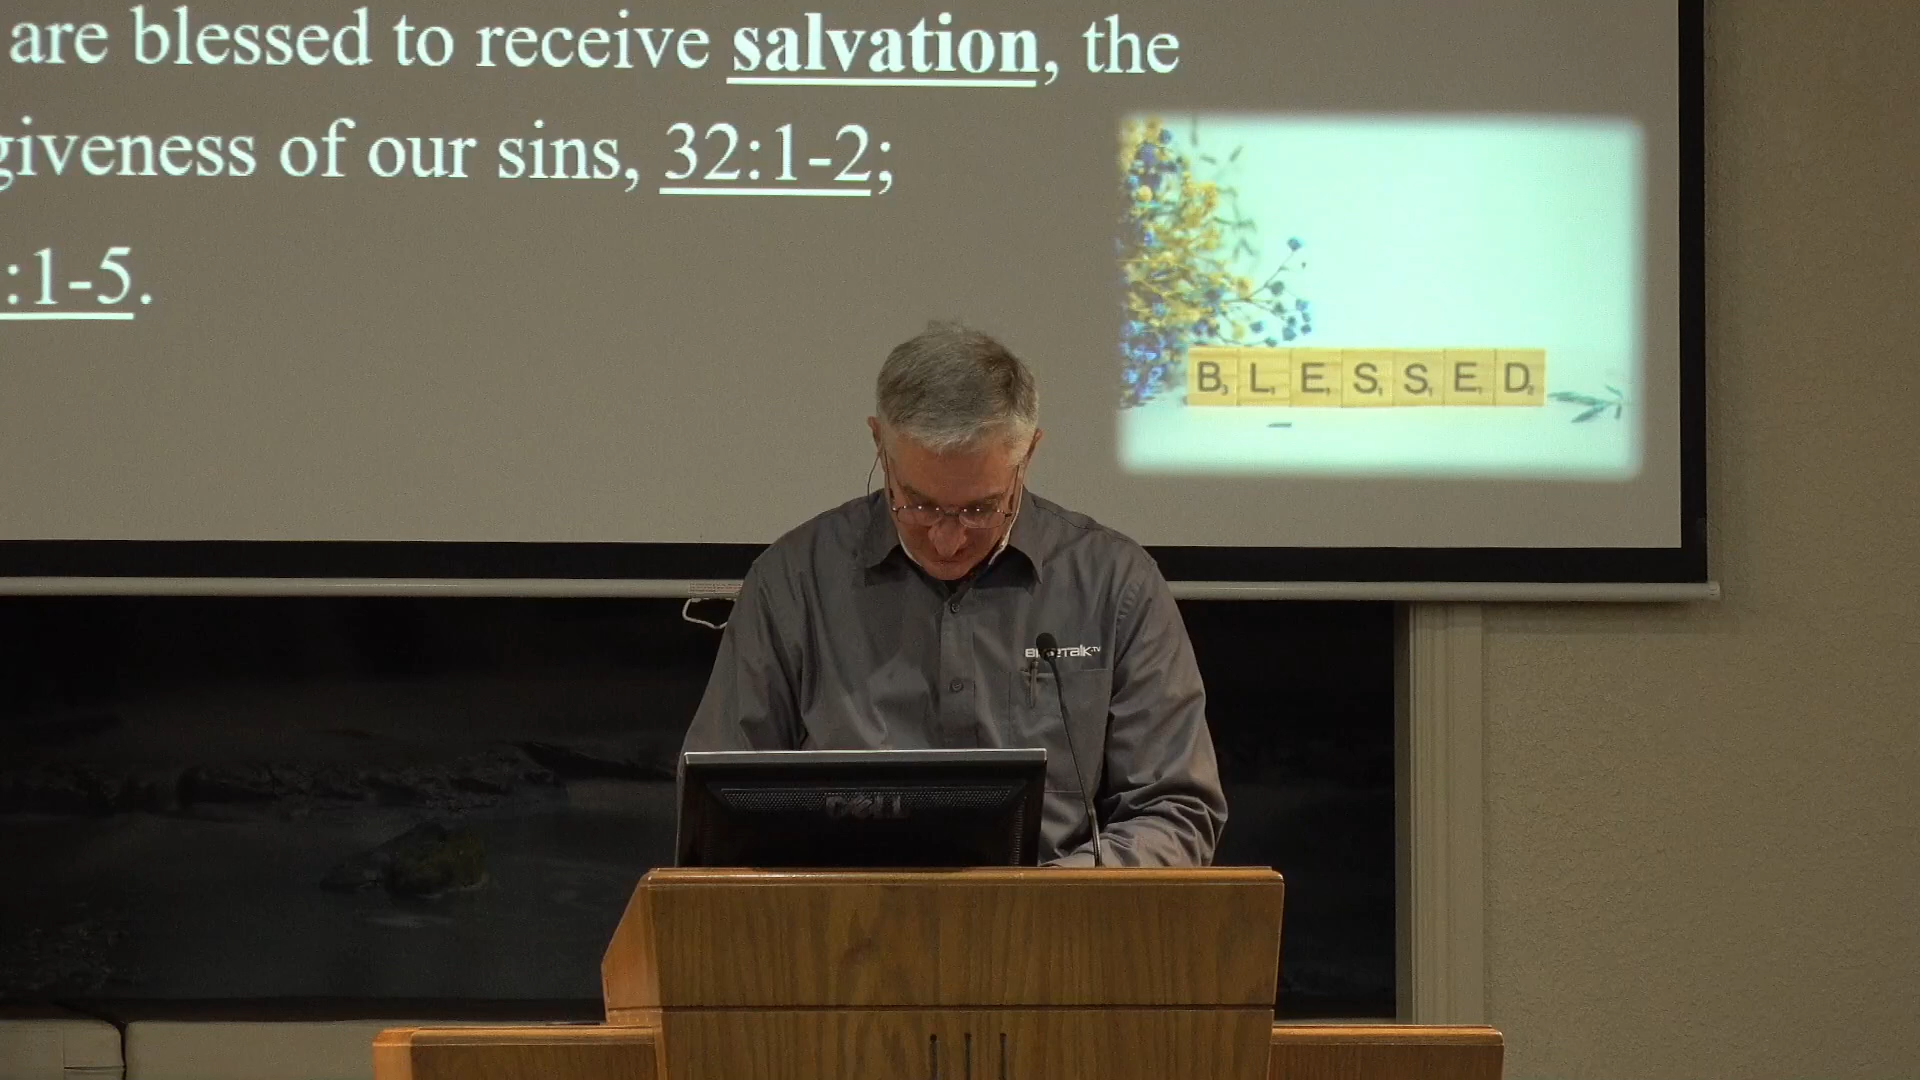 are blessed to receive salvation, the
giveness of our sins, 32:1-2;
:1-5.
BLESSED
DELL